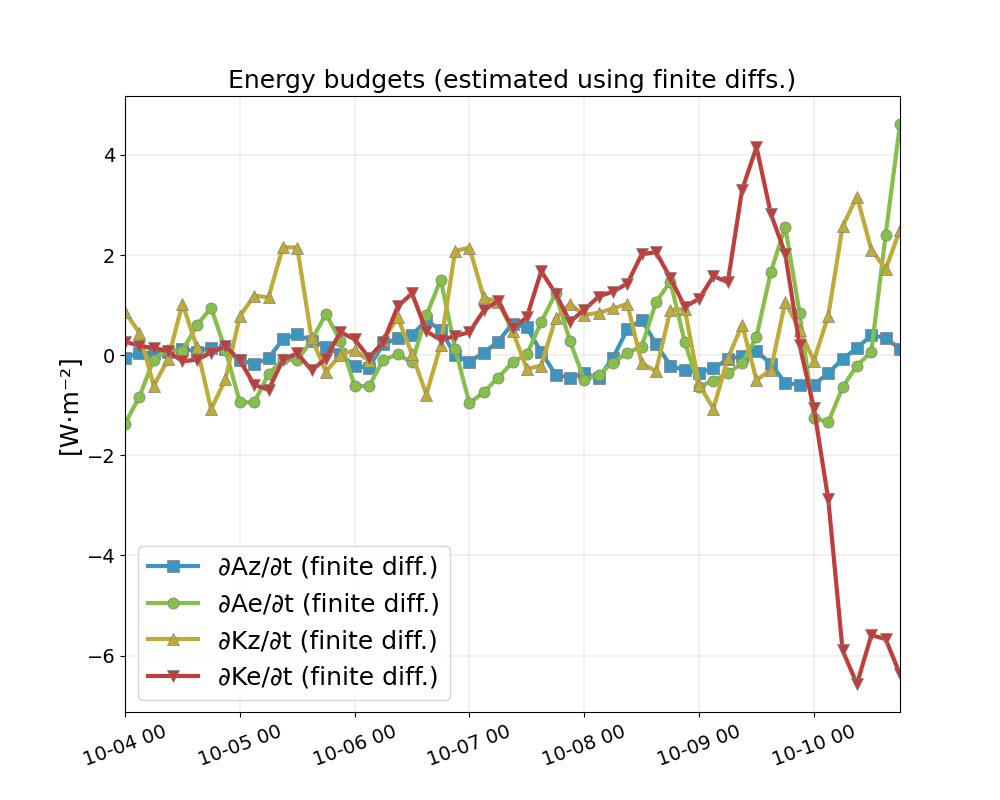 Energy budgets (estimated using finite diffs.)
4
2
0
−2
−4
−6
[W·m⁻²]
∂Az/∂t (finite diff.)
∂Ae/∂t (finite diff.)
∂Kz/∂t (finite diff.)
∂Ke/∂t (finite diff.)
10-04 00
10-05 00
10-06 00
10-07 00
10-08 00
10-09 00
10-10 00